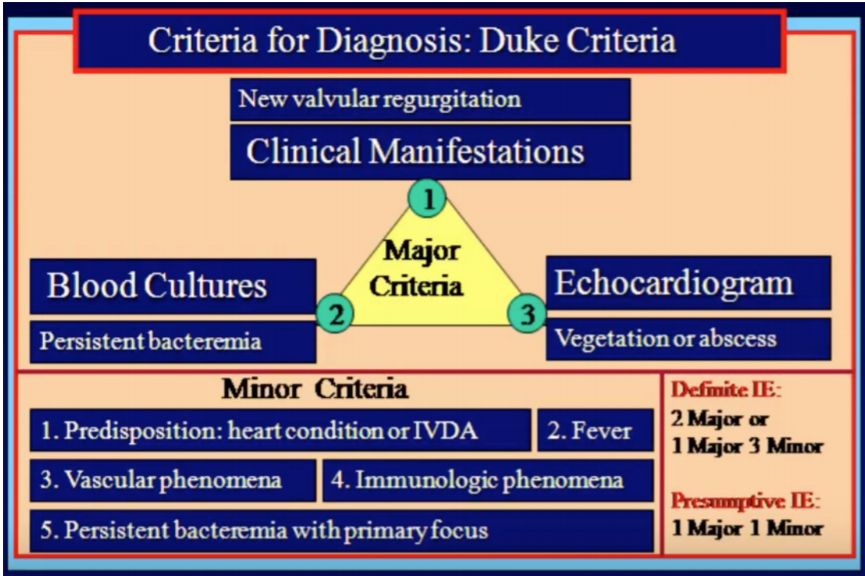 Criteria for Diagnosis: Duke Criteria
New valvular regurgitation
Clinical Manifestations
1
Major
Criteria
Blood Cultures
2
3
Echocardiogram
Persistent bacteremia
Vegetation or abscess
Minor Criteria
1. Predisposition: heart condition or IVDA
2. Fever
3. Vascular phenomena
4. Immunologic phenomena
5. Persistent bacteremia with primary focus
Definite IE:
2 Major or
1 Major 3 Minor
Presumptive IE:
1 Major 1 Minor